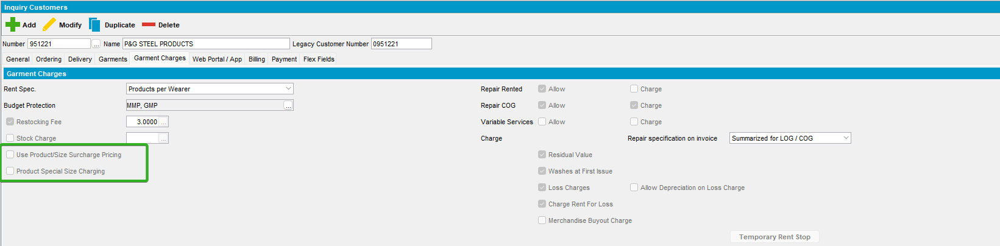 Inquiry Customers
Add Modify Duplicate Delete
Number 951221 ... Name P&G STEEL PRODUCTS Legacy Customer Number 0951221
General Ordering Delivery Garments Garment Charges Web Portal / App Billing Payment Flex Fields
Garment Charges
Rent Spec. Products per Wearer Repair Rented Allow Charge
Budget Protection MMP, GMP ... Repair COG Allow Charge
Restocking Fee 3.0000 ... Variable Services Allow Charge
Stock Charge ... Charge Repair specification on invoice Summarized for LOG / COG
Use Product/Size Surcharge Pricing Residual Value
Product Special Size Charging Washes at First Issue
Loss Charges Allow Depreciation on Loss Charge
Charge Rent For Loss
Merchandise Buyout Charge
Temporary Rent Stop